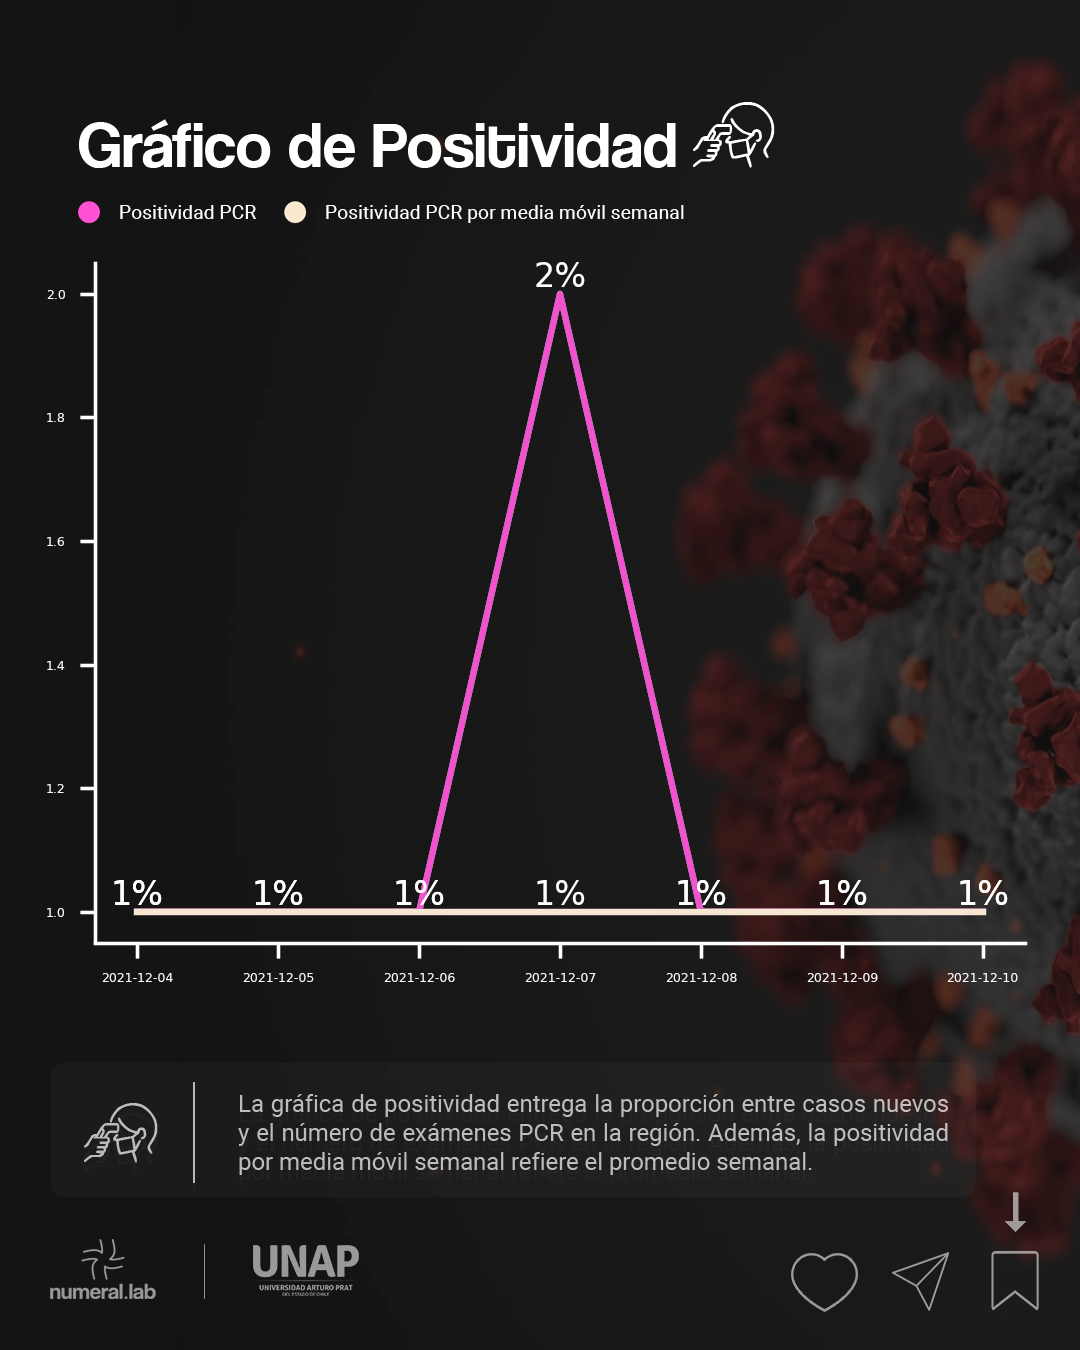 Gráfico de Positividad
Positividad PCR
Positividad PCR por media móvil semanal
2%
2.0
1.8
1.6
1.4
1.2
1% 1% 1% 1% 1% 1% 1%
1.0
2021-12-04 2021-12-05 2021-12-06 2021-12-07 2021-12-08 2021-12-09 2021-12-10
La gráfica de positividad entrega la proporción entre casos nuevos
y el número de exámenes PCR en la región. Además, la positividad
por media móvil semanal refiere el promedio semanal.
numeral.lab
UNAP
UNIVERSIDAD ARTURO PRAT
DEL ESTADO DE CHILE